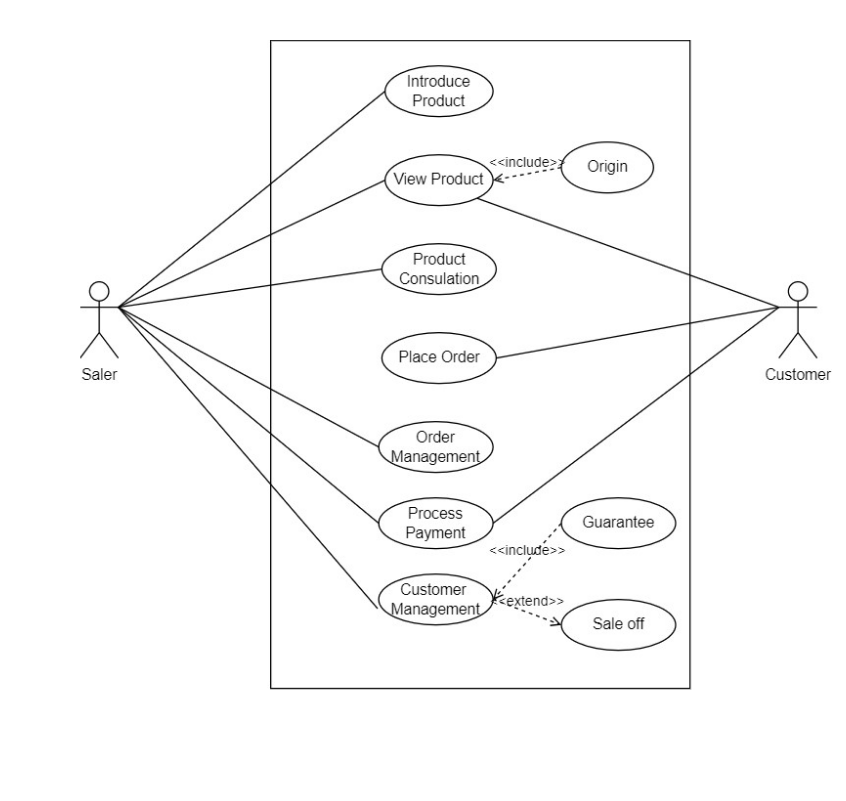 Introduce
Product
View Product
<<include>>
Origin
Product
Consulation
Saler
Customer
Place Order
Order
Management
Process
Payment
Guarantee
<<include>>
Customer
Management
<<extend>>
Sale off